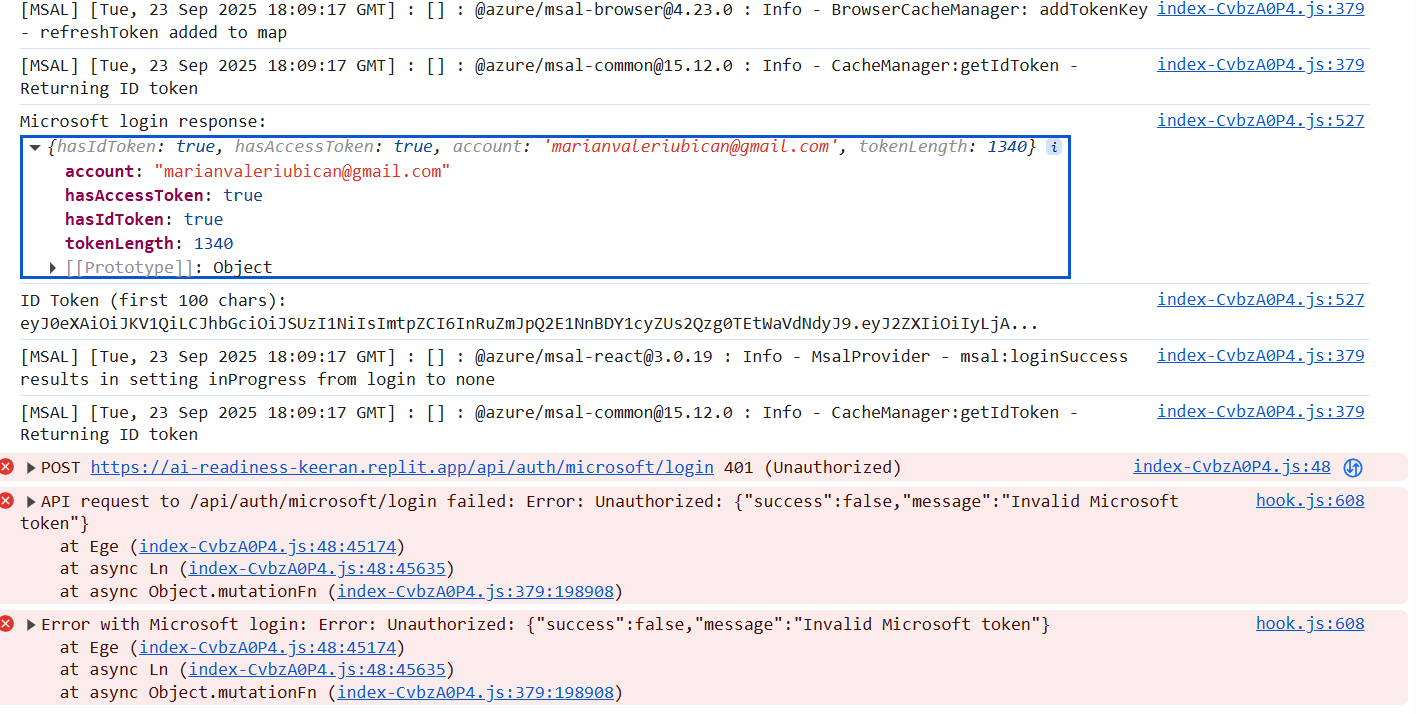 [MSAL] [Tue, 23 Sep 2025 18:09:17 GMT] : [] : @azure/msal-browser@4.23.0 : Info - BrowserCacheManager: addTokenKey index-CvbzA0P4.js:379
- refreshToken added to map
[MSAL] [Tue, 23 Sep 2025 18:09:17 GMT] : [] : @azure/msal-common@15.12.0 : Info - CacheManager:getIdToken - index-CvbzA0P4.js:379
Returning ID token
Microsoft login response: index-CvbzA0P4.js:527
{hasIdToken: true, hasAccessToken: true, account: 'marianvaleriubican@gmail.com', tokenLength: 1340} i
account: "marianvaleriubican@gmail.com"
hasAccessToken: true
hasIdToken: true
tokenLength: 1340
[[Prototype]]: Object
ID Token (first 100 chars): index-CvbzA0P4.js:527
eyJ0eXAiOiJKV1QiLCJhbGciOiJSUzI1NiIsImtpZCI6InRuZmJpQ2E1NnBDY1cyZUs2Qzg0TEtWaVdNdyJ9.eyJ2ZXIiOiIyLjA...
[MSAL] [Tue, 23 Sep 2025 18:09:17 GMT] : [] : @azure/msal-react@3.0.19 : Info - MsalProvider - msal:loginSuccess index-CvbzA0P4.js:379
results in setting inProgress from login to none
[MSAL] [Tue, 23 Sep 2025 18:09:17 GMT] : [] : @azure/msal-common@15.12.0 : Info - CacheManager:getIdToken - index-CvbzA0P4.js:379
Returning ID token
POST https://ai-readiness-keeran.replit.app/api/auth/microsoft/login 401 (Unauthorized) index-CvbzA0P4.js:48
API request to /api/auth/microsoft/login failed: Error: Unauthorized: {"success":false,"message":"Invalid Microsoft hook.js:608
token"}
at Ege (index-CvbzA0P4.js:48:45174)
at async Ln (index-CvbzA0P4.js:48:45635)
at async Object.mutationFn (index-CvbzA0P4.js:379:198908)
Error with Microsoft login: Error: Unauthorized: {"success":false,"message":"Invalid Microsoft token"} hook.js:608
at Ege (index-CvbzA0P4.js:48:45174)
at async Ln (index-CvbzA0P4.js:48:45635)
at async Object.mutationFn (index-CvbzA0P4.js:379:198908)